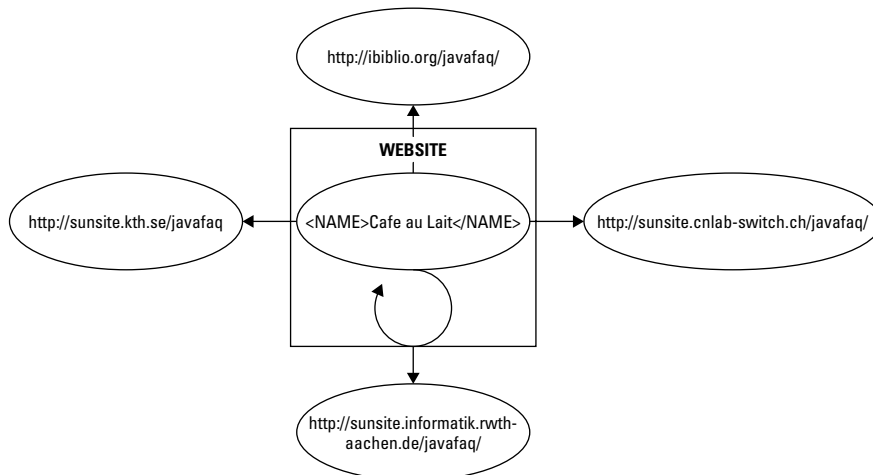 http://ibiblio.org/javafaq/
WEBSITE
http://sunsite.kth.se/javafaq
<NAME>Cafe au Lait</NAME>
http://sunsite.cnlab-switch.ch/javafaq/
http://sunsite.informatik.rwth-
aachen.de/javafaq/